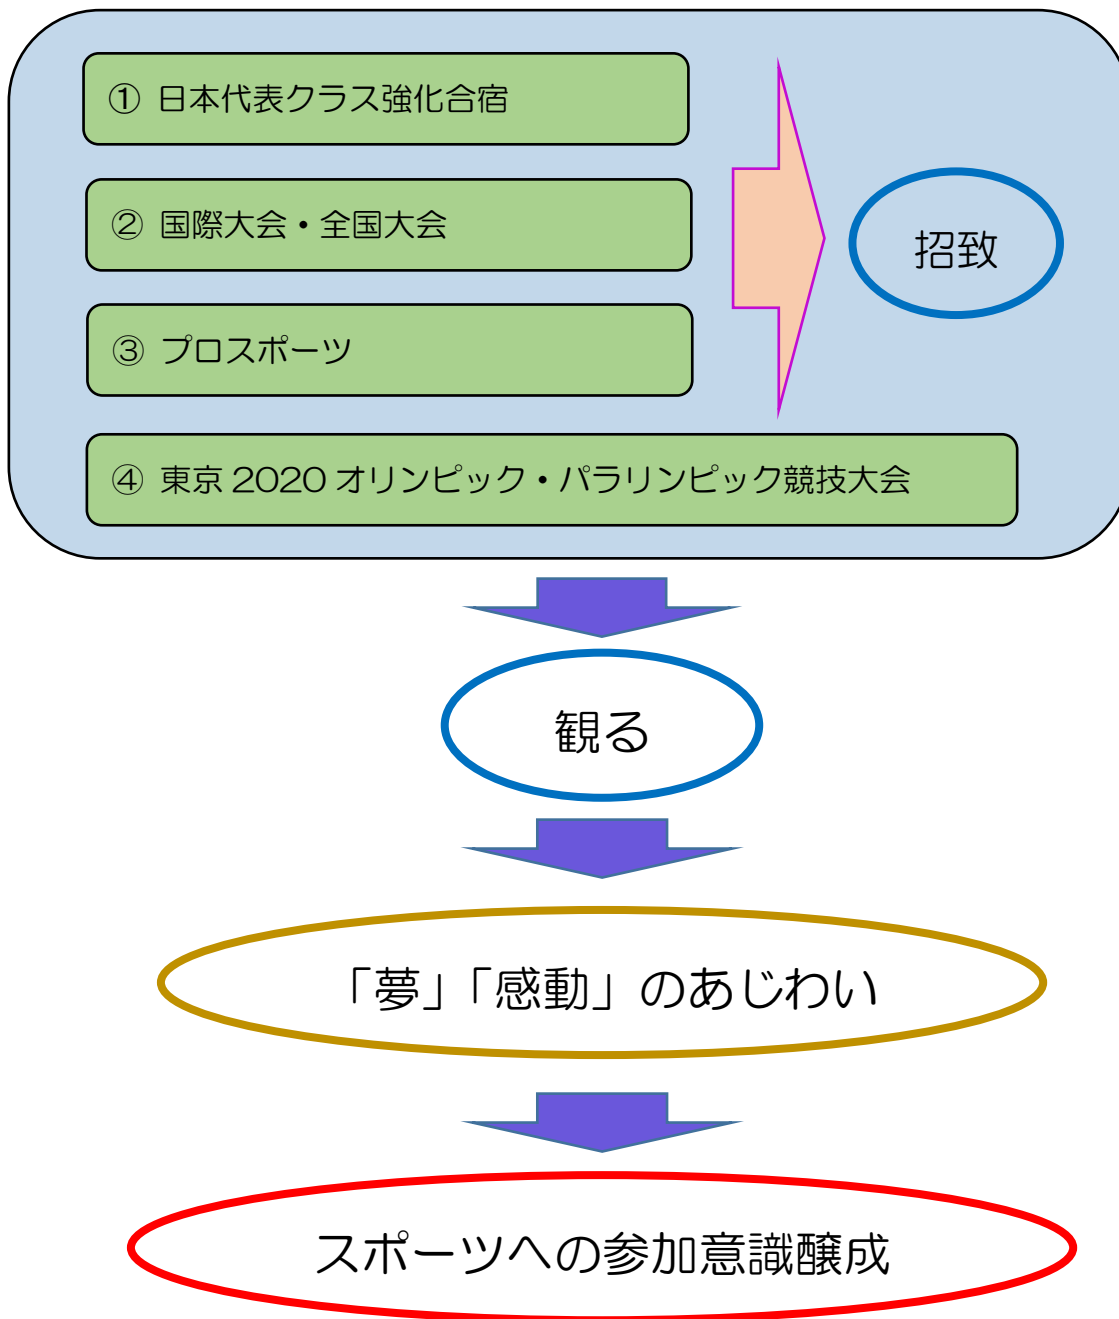 ① 日本代表クラス強化合宿
② 国際大会・全国大会
③ プロスポーツ
招致
④ 東京 2020 オリンピック・パラリンピック競技大会
観る
「夢」「感動」のあじわい
スポーツへの参加意識醸成